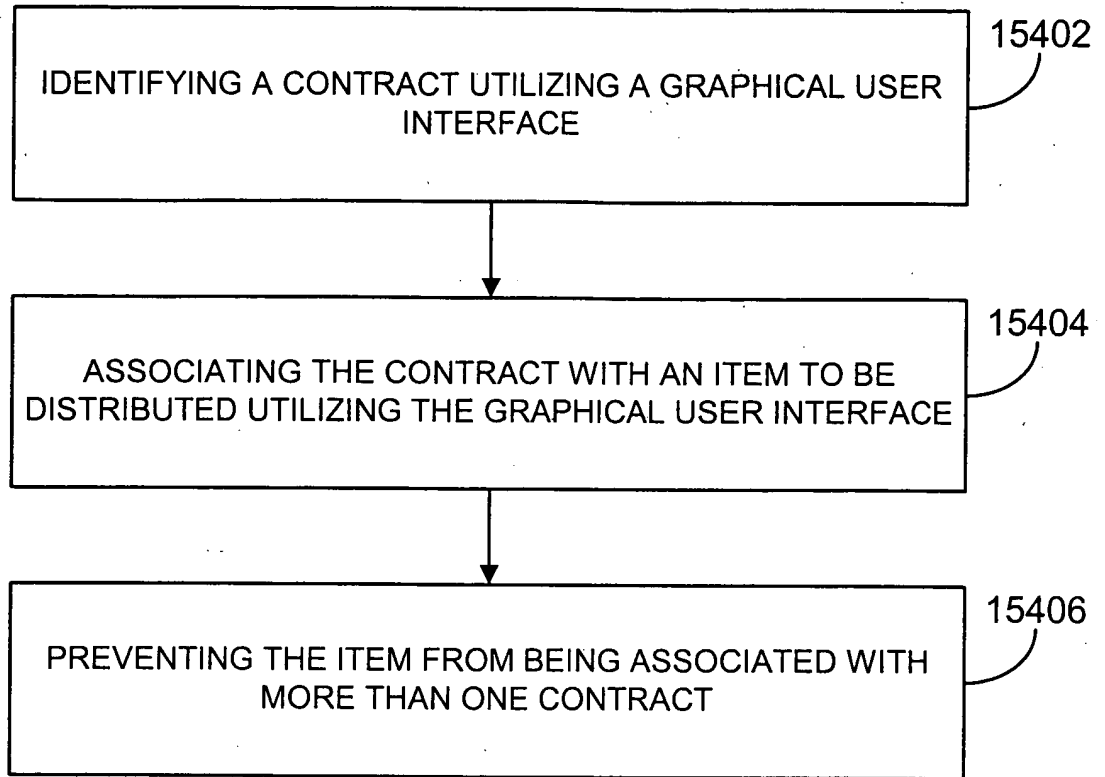 15402
IDENTIFYING A CONTRACT UTILIZING A GRAPHICAL USER
INTERFACE
15404
ASSOCIATING THE CONTRACT WITH AN ITEM TO BE
DISTRIBUTED UTILIZING THE GRAPHICAL USER INTERFACE
15406
PREVENTING THE ITEM FROM BEING ASSOCIATED WITH
MORE THAN ONE CONTRACT